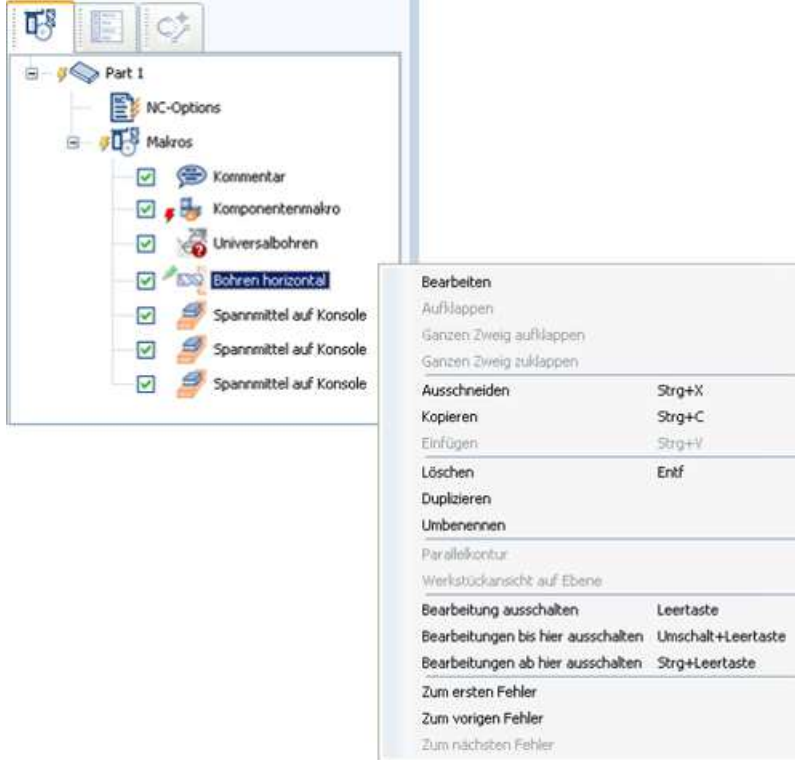 Part 1
NC-Options
Makros
Kommentar
Komponentenmakro
Universalbohren
Bohren horizontal
Spannmittel auf Konsole
Spannmittel auf Konsole
Spannmittel auf Konsole
Bearbeiten
Aufklappen
Ganzen Zweig aufklappen
Ganzen Zweig zuklappen
Ausschneiden Strg+X
Kopieren Strg+C
Einfügen Strg+V
Löschen Entf
Duplizieren
Umbenennen
Parallelkontur
Werkstückansicht auf Ebene
Bearbeitung ausschalten Leertaste
Bearbeitungen bis hier ausschalten Umschalt+Leertaste
Bearbeitungen ab hier ausschalten Strg+Leertaste
Zum ersten Fehler
Zum vorigen Fehler
Zum nächsten Fehler